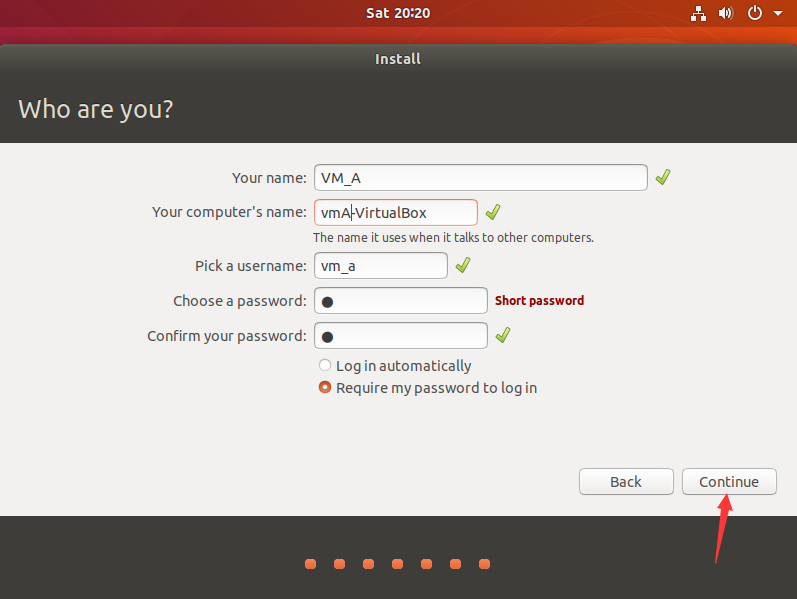 Sat 20:20
Install
Who are you?
Your name: VM_A
Your computer's name: vmA-VirtualBox
The name it uses when it talks to other computers.
Pick a username: vm_a
Choose a password: ● Short password
Confirm your password: ●
Log in automatically
Require my password to log in
Back Continue